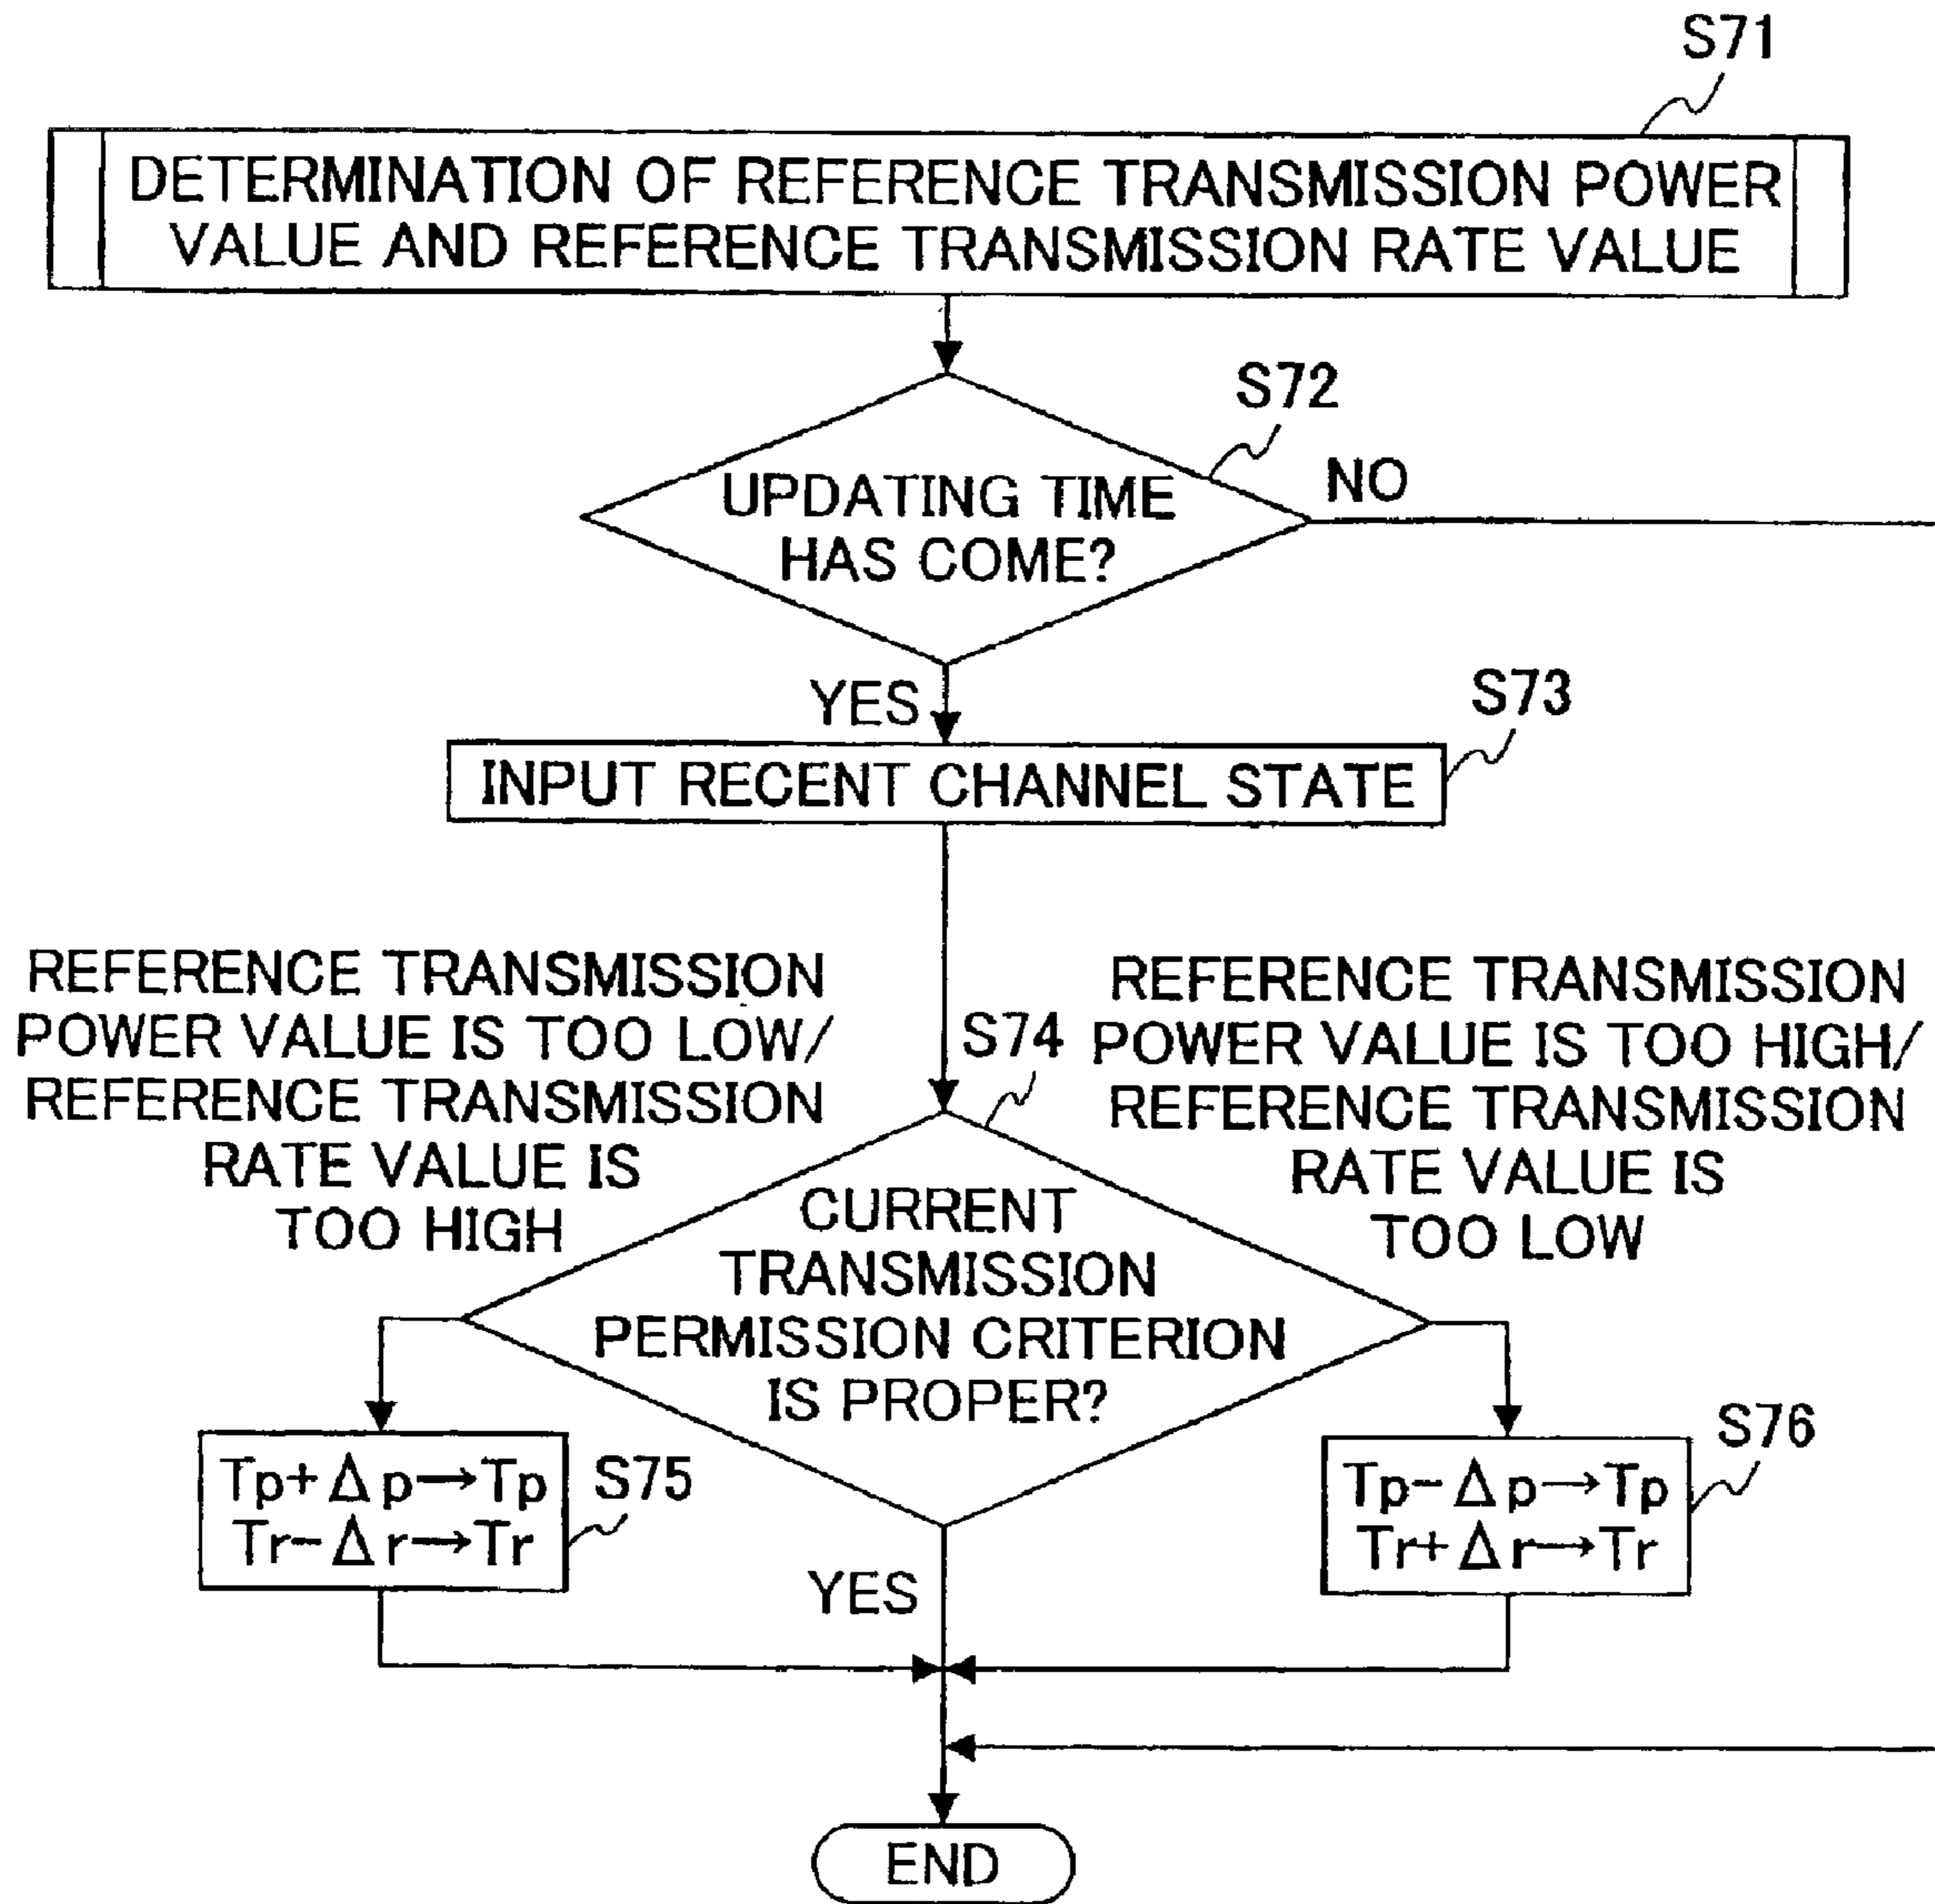 S71
DETERMINATION OF REFERENCE TRANSMISSION POWER
VALUE AND REFERENCE TRANSMISSION RATE VALUE
S72
UPDATING TIME
HAS COME?
NO
YES
S73
INPUT RECENT CHANNEL STATE
REFERENCE TRANSMISSION
POWER VALUE IS TOO LOW/
REFERENCE TRANSMISSION
RATE VALUE IS
TOO HIGH
S74
REFERENCE TRANSMISSION
POWER VALUE IS TOO HIGH/
REFERENCE TRANSMISSION
RATE VALUE IS
TOO LOW
CURRENT
TRANSMISSION
PERMISSION CRITERION
IS PROPER?
Tp+Δp→Tp
Tr−Δr→Tr
S75
YES
S76
Tp−Δp→Tp
Tr+Δr→Tr
END